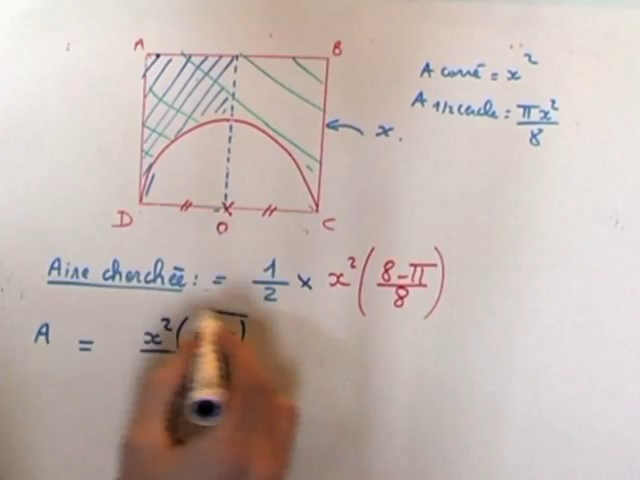 A B
A carré = x²
A 1/2 cercle = πx²/8
x.
D O C
Aire cherchée : = 1/2 × x² (8-π/8)
A = x² (